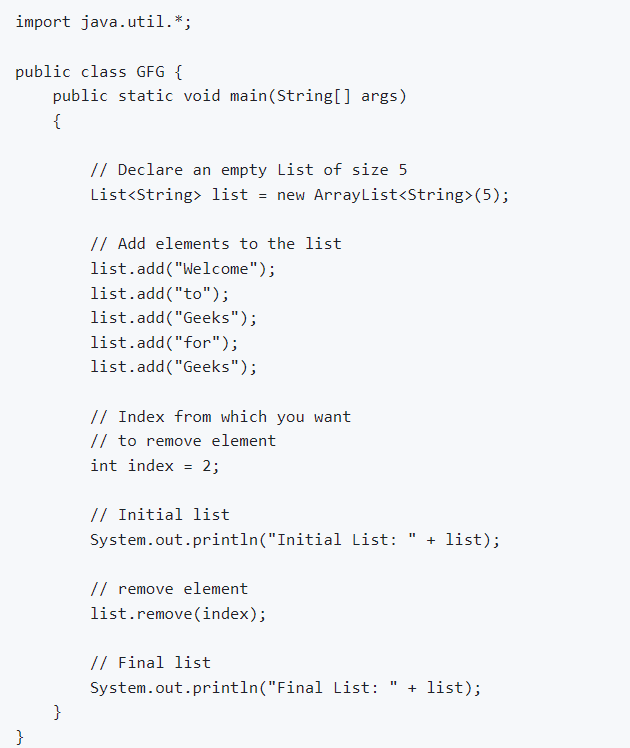 import java.util.*;
public class GFG {
    public static void main(String[] args)
    {
        // Declare an empty List of size 5
        List<String> list = new ArrayList<String>(5);
        // Add elements to the list
        list.add("Welcome");
        list.add("to");
        list.add("Geeks");
        list.add("for");
        list.add("Geeks");
        // Index from which you want
        // to remove element
        int index = 2;
        // Initial list
        System.out.println("Initial List: " + list);
        // remove element
        list.remove(index);
        // Final list
        System.out.println("Final List: " + list);
    }
}